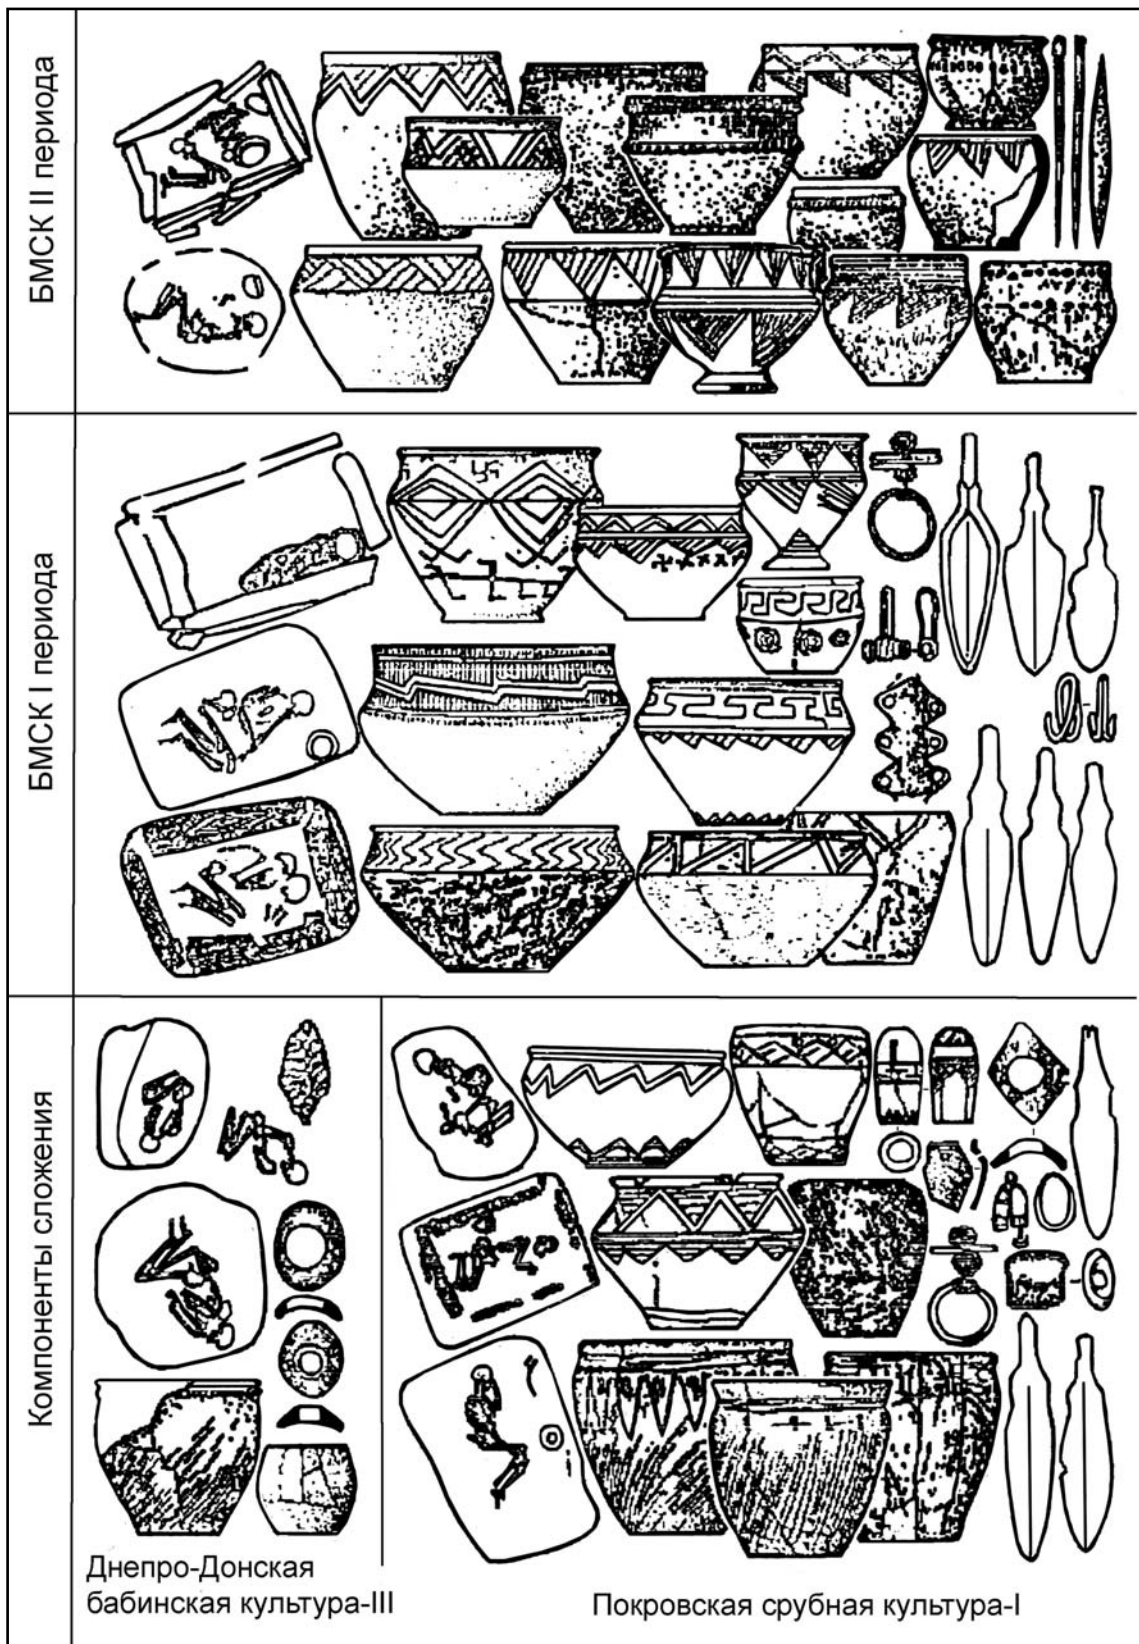 БМСК II периода
БМСК I периода
Компоненты сложения
Днепро-Донская
бабинская культура-III
Покровская срубная культура-I